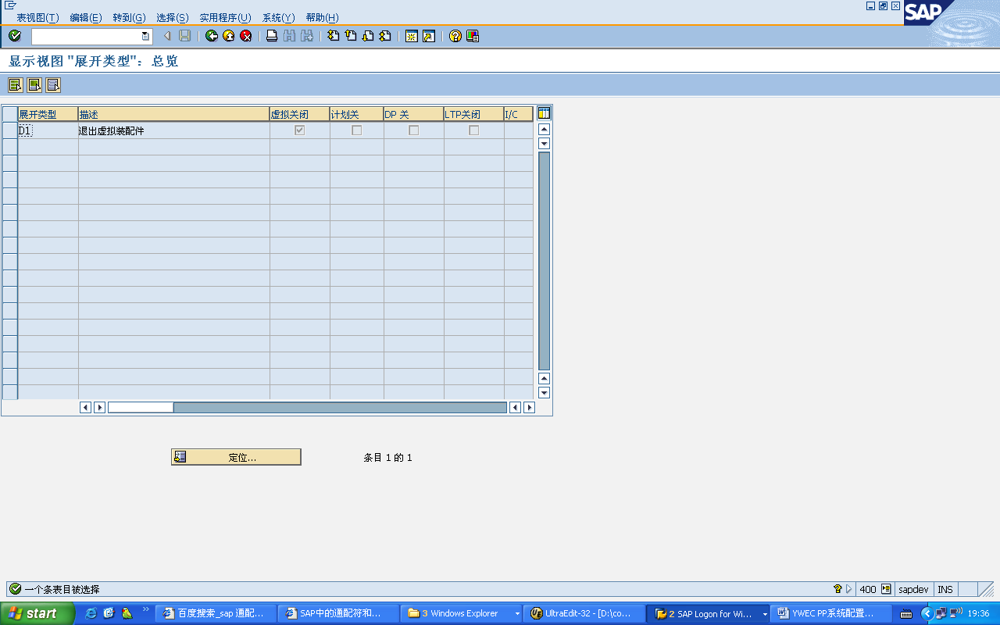 表视图(T) 编辑(E) 转到(G) 选择(S) 实用程序(U) 系统(Y) 帮助(H)
SAP
显示视图 "展开类型": 总览
展开类型 描述 虚拟关闭 计划关 DP 关 LTP关闭 I/C
D1 退出虚拟装配件
定位... 条目 1 的 1
一个条表目被选择 400 sapdev INS
start 百度搜索_sap 通配... SAP中的通配符和... 3 Windows Explorer UltraEdit-32 - [D:\co... 2 SAP Logon for Wi... YWEC PP系统配置... 19:36